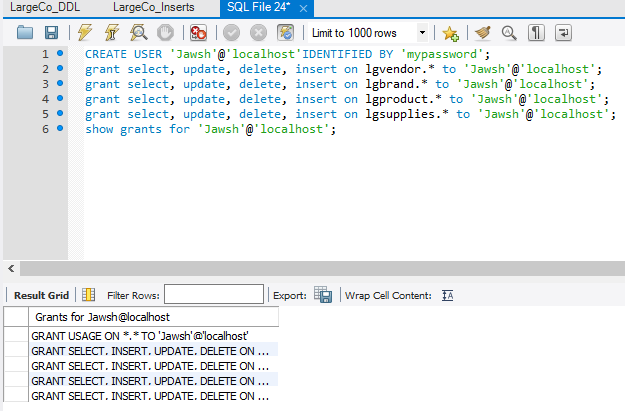 LargeCo_DDL LargeCo_Inserts SQL File 24*
Limit to 1000 rows
1 CREATE USER 'Jawsh'@'localhost'IDENTIFIED BY 'mypassword';
2 grant select, update, delete, insert on lgvendor.* to 'Jawsh'@'localhost';
3 grant select, update, delete, insert on lgbrand.* to 'Jawsh'@'localhost';
4 grant select, update, delete, insert on lgproduct.* to 'Jawsh'@'localhost';
5 grant select, update, delete, insert on lgsupplies.* to 'Jawsh'@'localhost';
6 show grants for 'Jawsh'@'localhost';
Result Grid Filter Rows: Export: Wrap Cell Content:
Grants for Jawsh@localhost
GRANT USAGE ON *.* TO 'Jawsh'@'localhost'
GRANT SELECT, INSERT, UPDATE, DELETE ON ...
GRANT SELECT, INSERT, UPDATE, DELETE ON ...
GRANT SELECT, INSERT, UPDATE, DELETE ON ...
GRANT SELECT, INSERT, UPDATE, DELETE ON ...